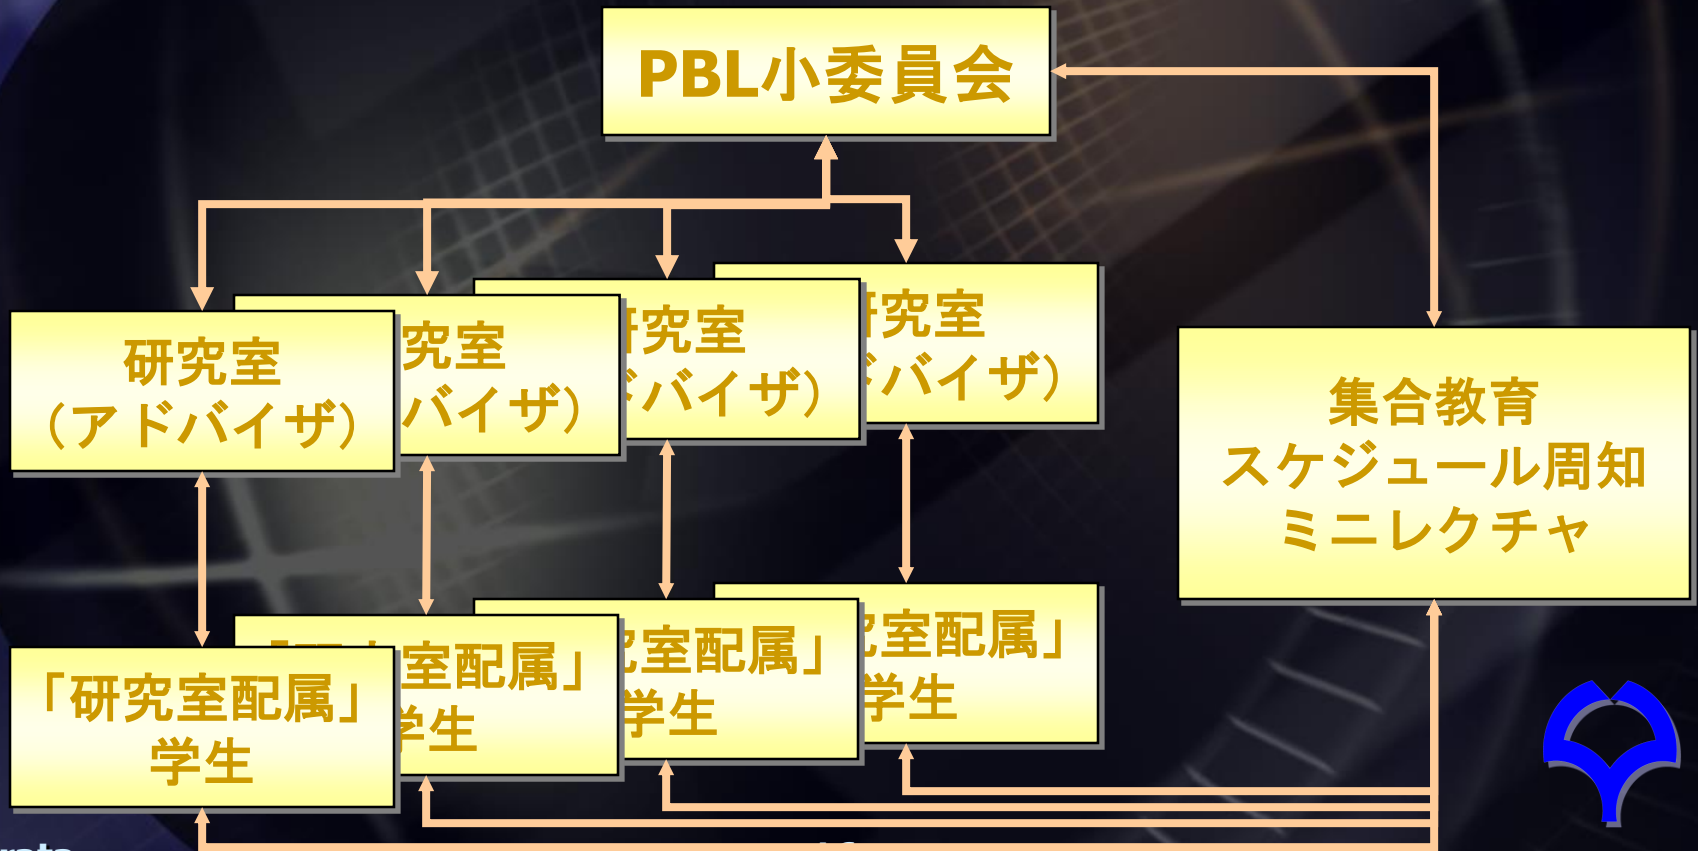 PBL小委員会
研究室
（アドバイザ）
究室
バイザ）
究室
バイザ）
究室
バイザ）
集合教育
スケジュール周知
ミニレクチャ
「研究室配属」
学生
室配属」
学生
室配属」
学生
室配属」
学生